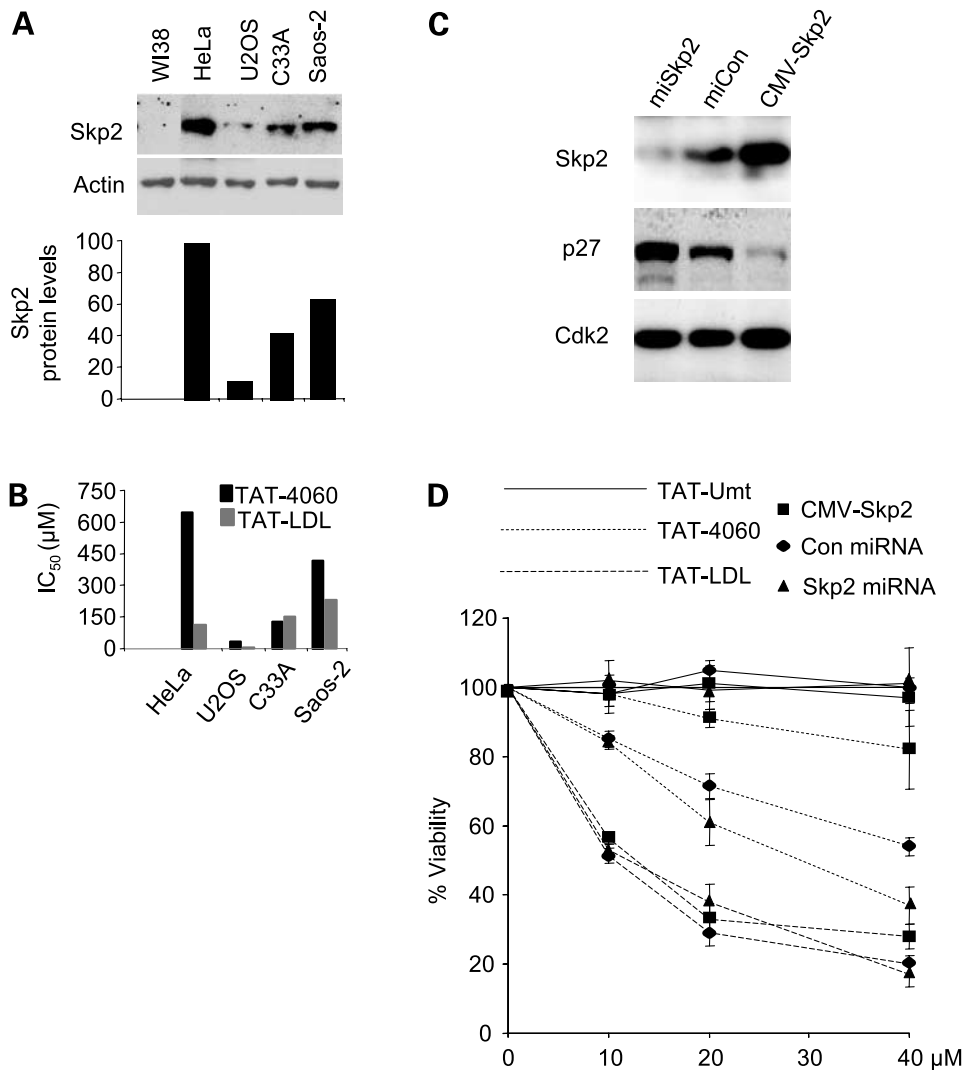 A
WI38
HeLa
U2OS
C33A
Saos-2
Skp2
Actin
Skp2
protein levels
100
80
60
40
20
0
B
IC50 (µM)
750
600
450
300
150
0
TAT-4060
TAT-LDL
HeLa
U2OS
C33A
Saos-2
C
miSkp2
miCon
CMV-Skp2
Skp2
p27
Cdk2
D
TAT-Umt
TAT-4060
TAT-LDL
CMV-Skp2
Con miRNA
Skp2 miRNA
% Viability
120
100
80
60
40
20
0
0 10 20 40 µM